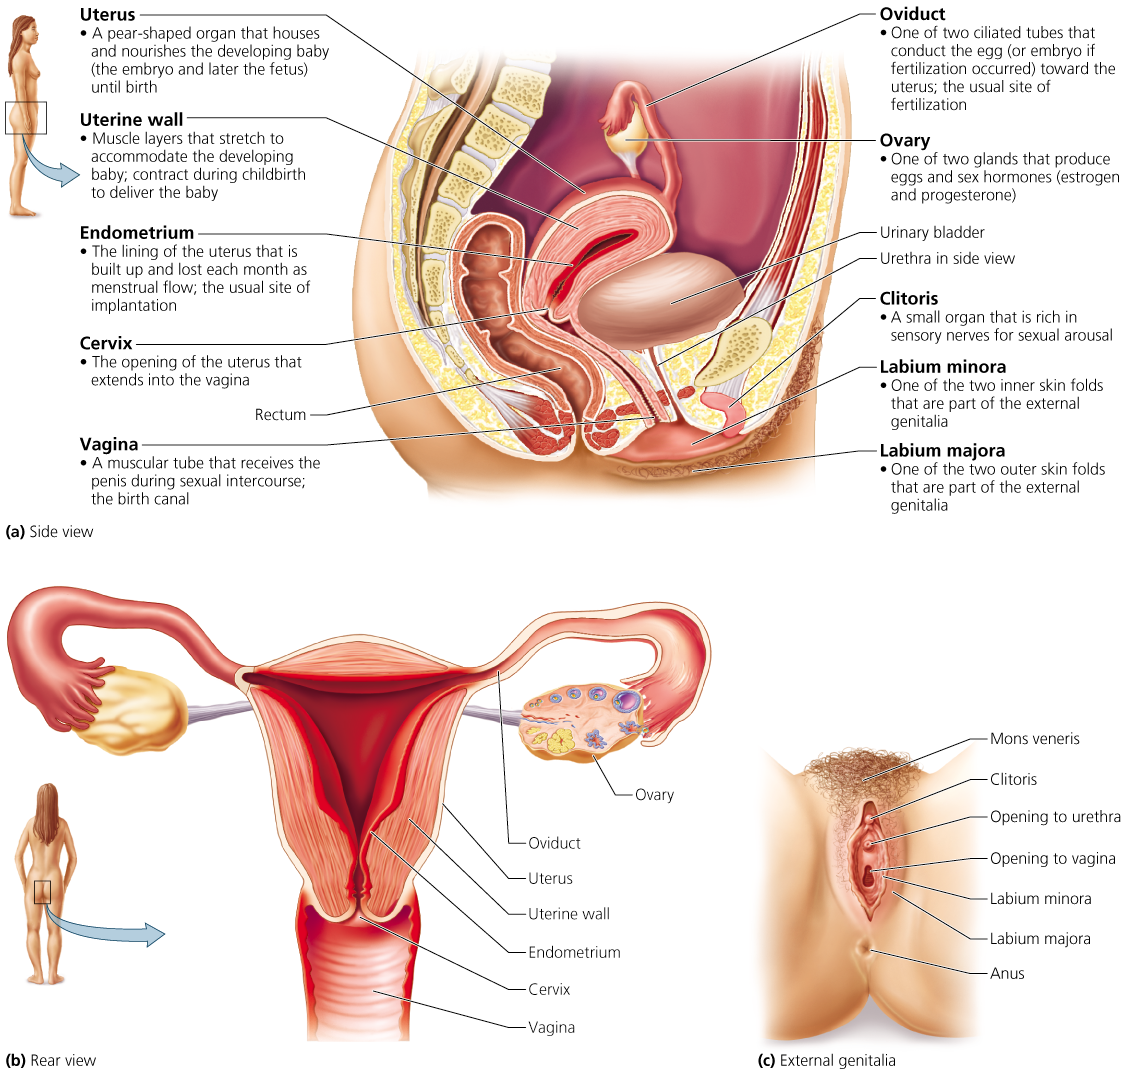 Uterus
• A pear-shaped organ that houses
and nourishes the developing baby
(the embryo and later the fetus)
until birth
Uterine wall
• Muscle layers that stretch to
accommodate the developing
baby; contract during childbirth
to deliver the baby
Endometrium
• The lining of the uterus that is
built up and lost each month as
menstrual flow; the usual site of
implantation
Cervix
• The opening of the uterus that
extends into the vagina
Rectum
Vagina
• A muscular tube that receives the
penis during sexual intercourse;
the birth canal
Oviduct
• One of two ciliated tubes that
conduct the egg (or embryo if
fertilization occurred) toward the
uterus; the usual site of
fertilization
Ovary
• One of two glands that produce
eggs and sex hormones (estrogen
and progesterone)
Urinary bladder
Urethra in side view
Clitoris
• A small organ that is rich in
sensory nerves for sexual arousal
Labium minora
• One of the two inner skin folds
that are part of the external
genitalia
Labium majora
• One of the two outer skin folds
that are part of the external
genitalia
(a) Side view
Ovary
Oviduct
Uterus
Uterine wall
Endometrium
Cervix
Vagina
(b) Rear view
Mons veneris
Clitoris
Opening to urethra
Opening to vagina
Labium minora
Labium majora
Anus
(c) External genitalia